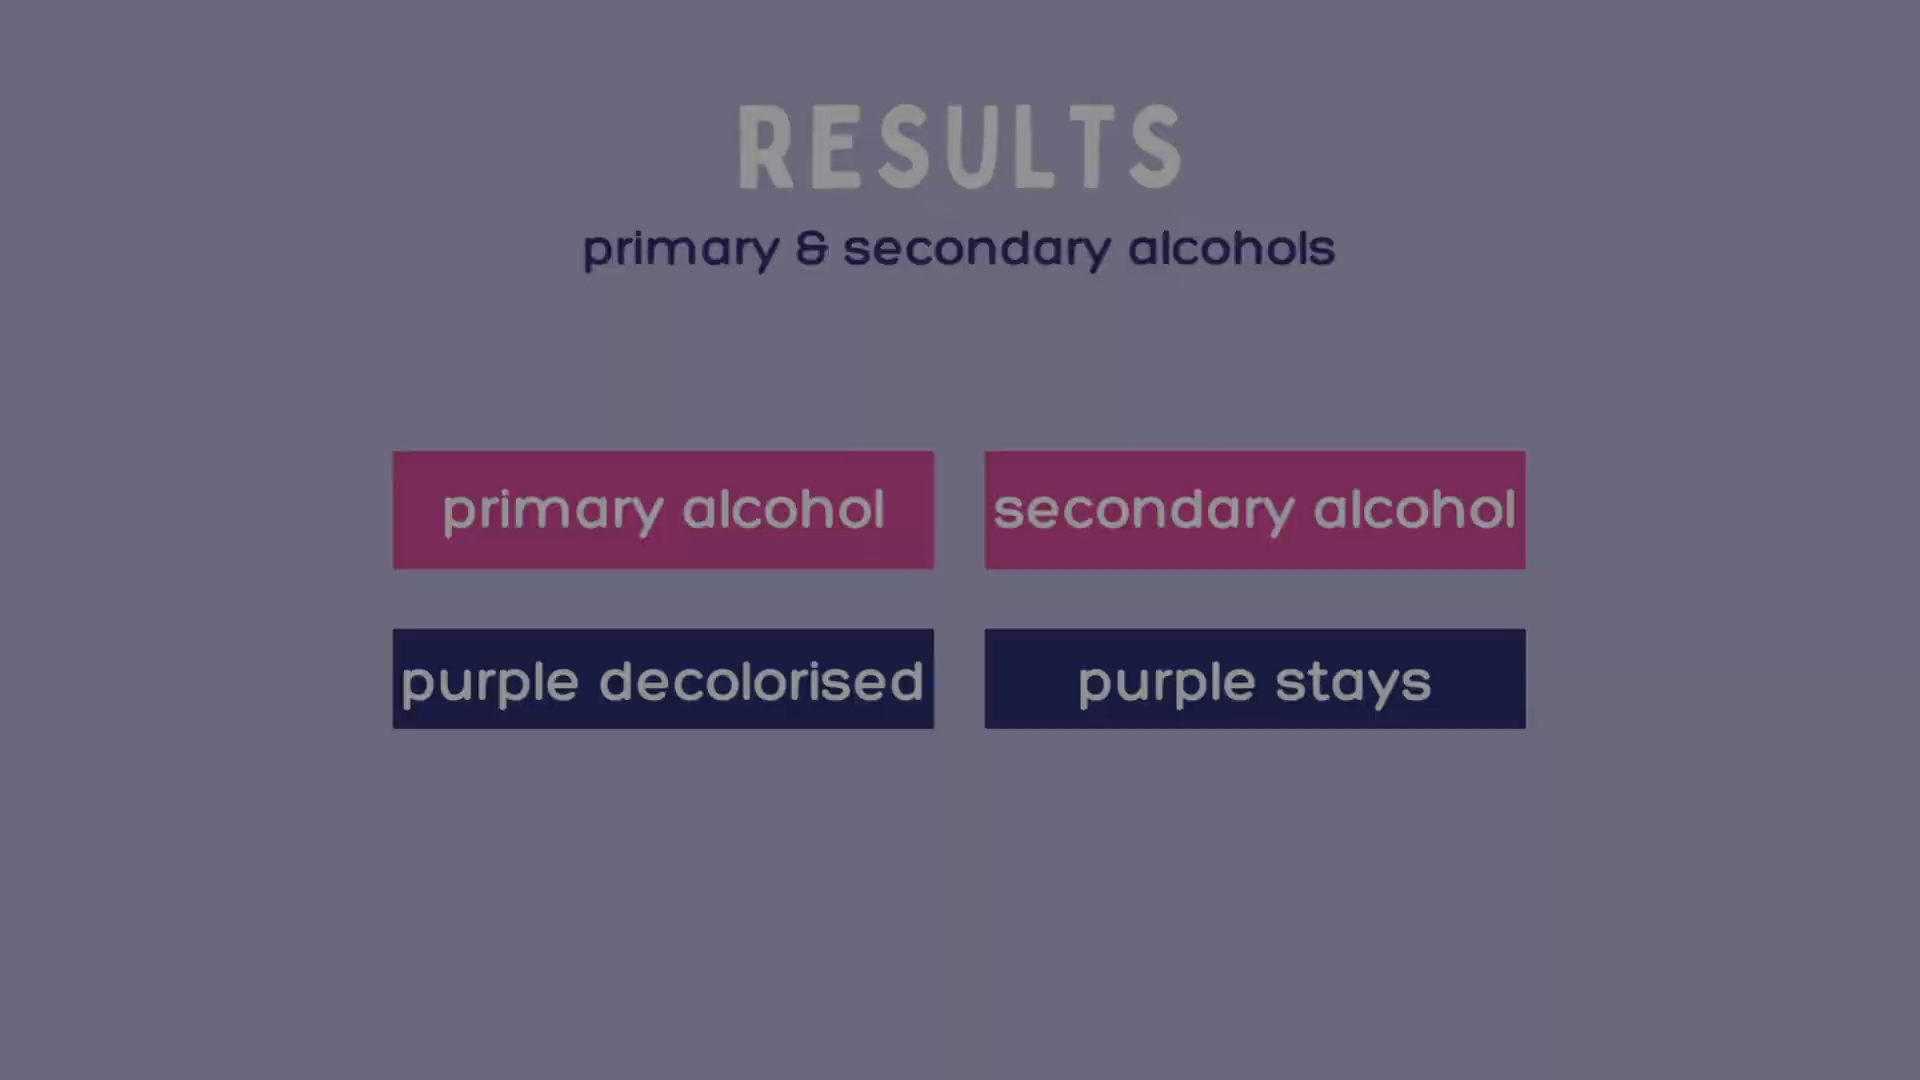 RESULTS
primary & secondary alcohols
primary alcohol
secondary alcohol
purple decolorised
purple stays